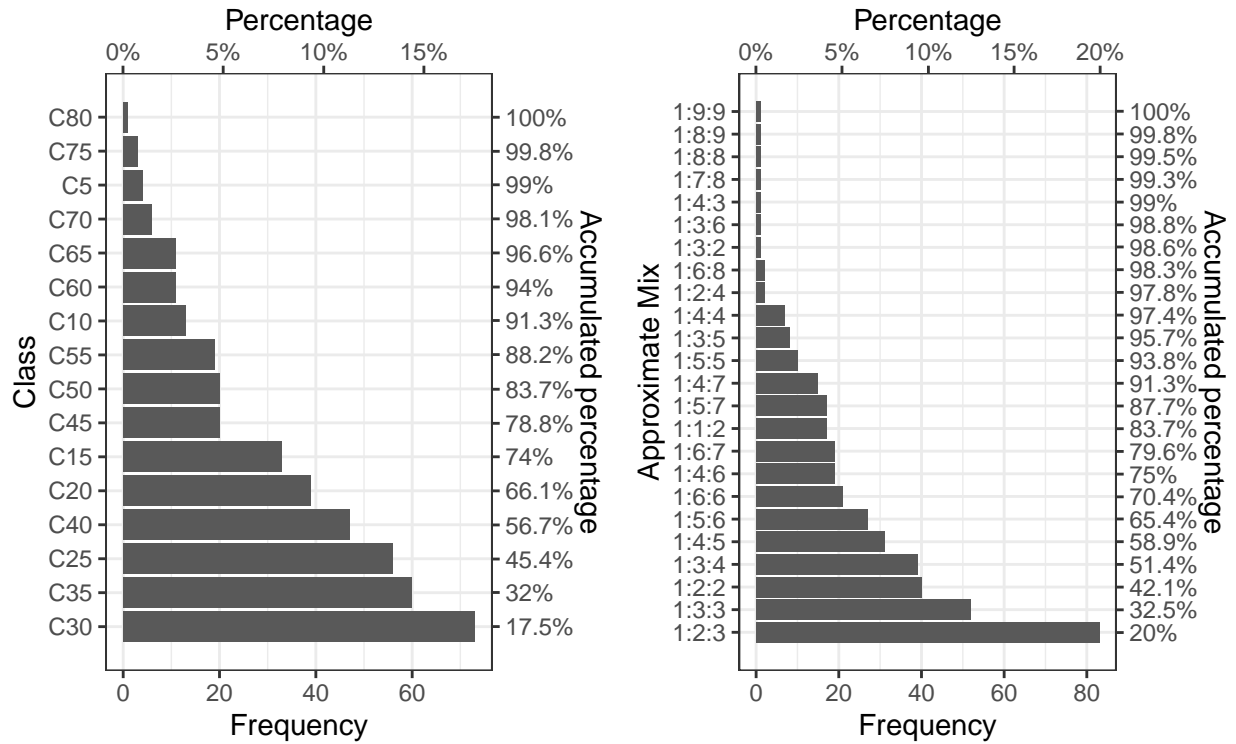 Percentage
0% 5% 10% 15%
C80 100%
C75 99.8%
C5 99%
C70 98.1%
C65 96.6%
C60 94%
C10 91.3%
C55 88.2%
C50 83.7%
C45 78.8%
C15 74%
C20 66.1%
C40 56.7%
C25 45.4%
C35 32%
C30 17.5%
Class
Accumulated percentage
0 20 40 60
Frequency
Percentage
0% 5% 10% 15% 20%
1:9:9 100%
1:8:9 99.8%
1:8:8 99.5%
1:7:8 99.3%
1:4:3 99%
1:3:6 98.8%
1:3:2 98.6%
1:6:8 98.3%
1:2:4 97.8%
1:4:4 97.4%
1:3:5 95.7%
1:5:5 93.8%
1:4:7 91.3%
1:5:7 87.7%
1:1:2 83.7%
1:6:7 79.6%
1:4:6 75%
1:6:6 70.4%
1:5:6 65.4%
1:4:5 58.9%
1:3:4 51.4%
1:2:2 42.1%
1:3:3 32.5%
1:2:3 20%
Approximate Mix
Accumulated percentage
0 20 40 60 80
Frequency